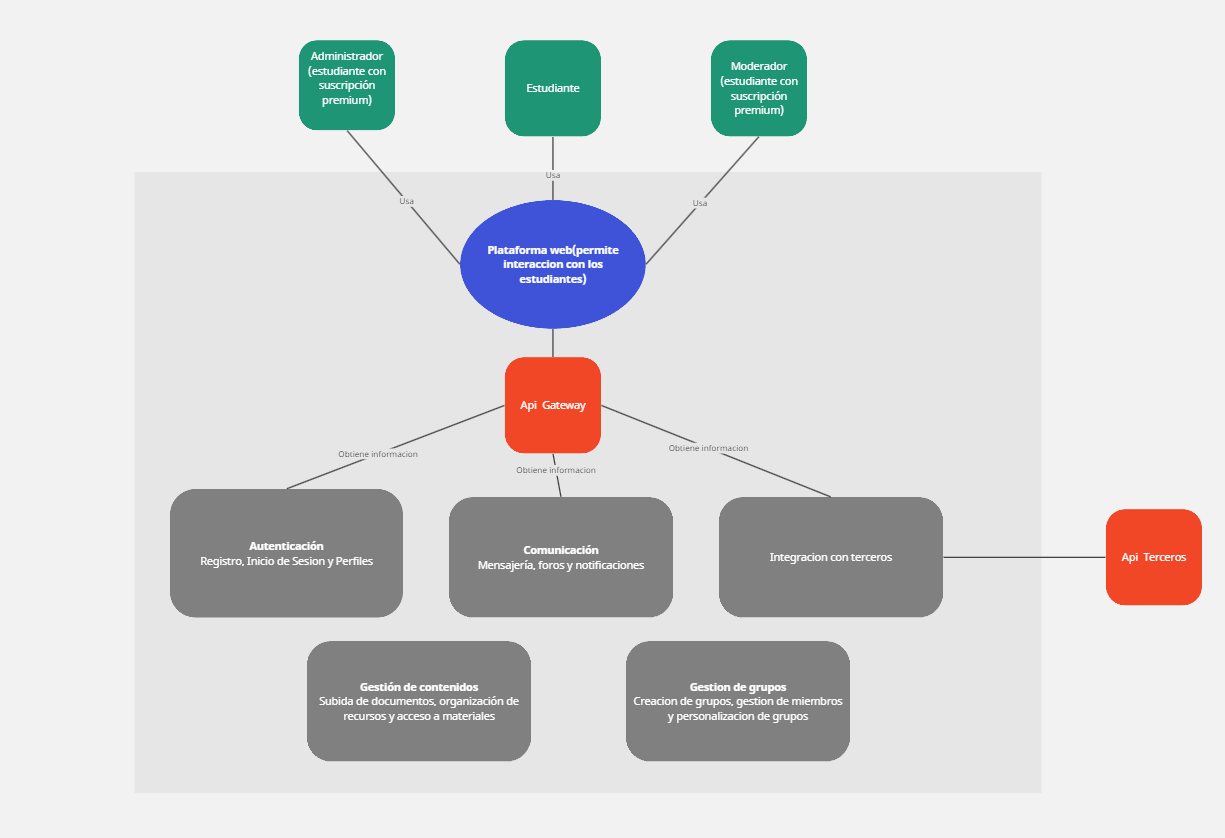 Administrador
(estudiante con
suscripción
premium)
Estudiante
Moderador
(estudiante con
suscripción
premium)
Usa
Usa
Usa
Plataforma web(permite
interaccion con los
estudiantes)
Api Gateway
Obtiene informacion
Obtiene informacion
Obtiene informacion
Autenticación
Registro, Inicio de Sesion y Perfiles
Comunicación
Mensajería, foros y notificaciones
Integracion con terceros
Api Terceros
Gestión de contenidos
Subida de documentos, organización de
recursos y acceso a materiales
Gestion de grupos
Creacion de grupos, gestion de miembros
y personalizacion de grupos